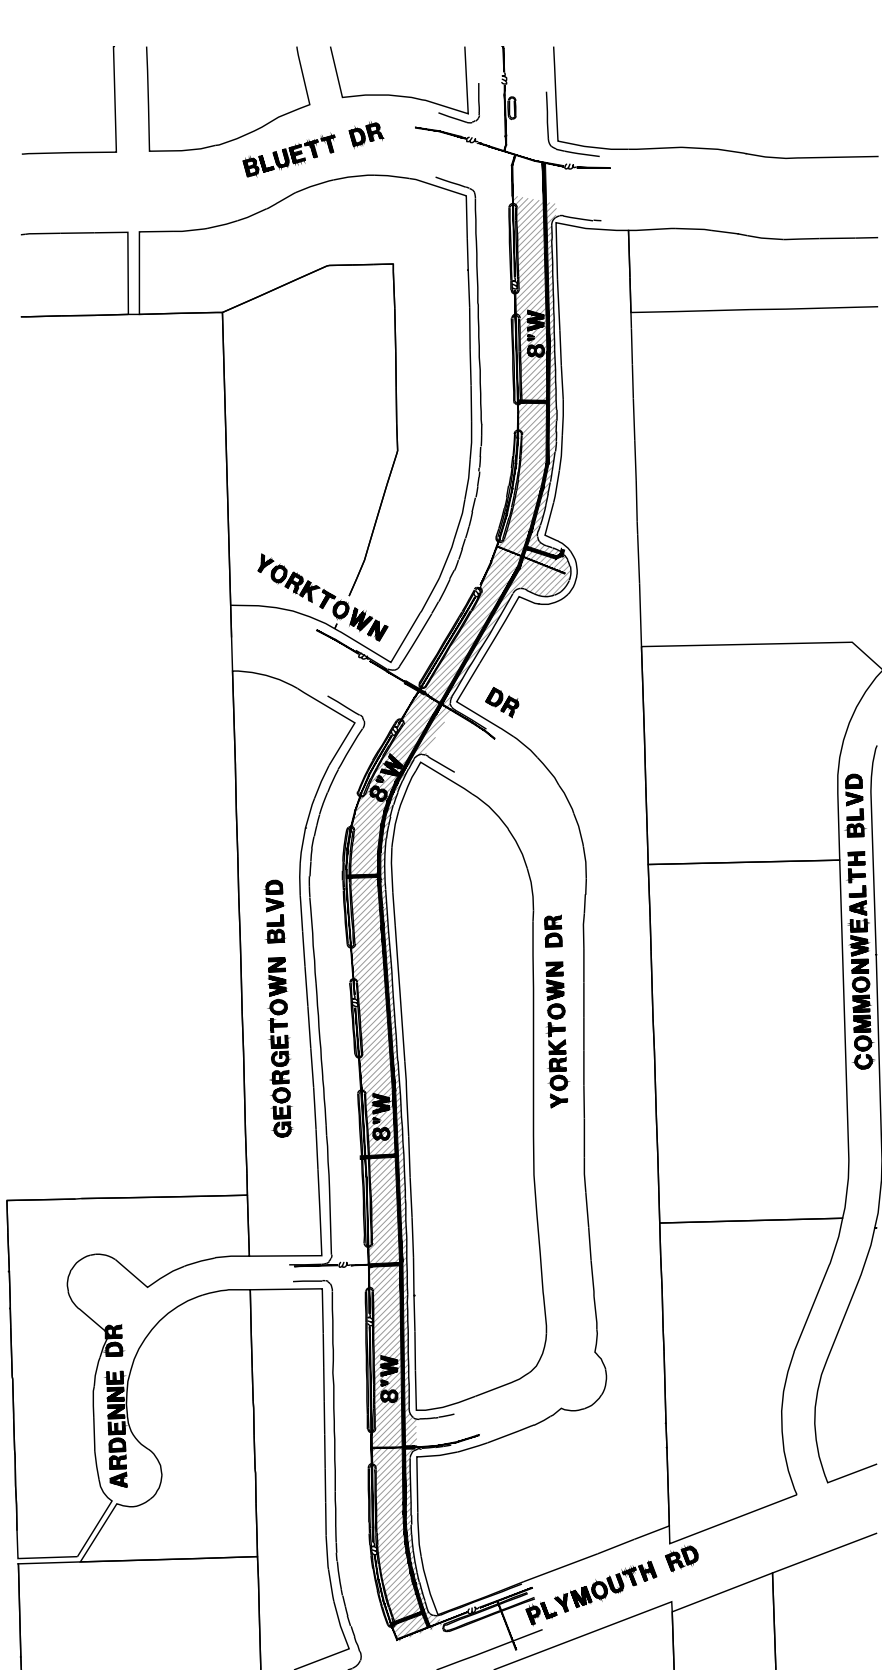 BLUETT DR
8"W
YORKTOWN
DR
8"W
GEORGETOWN BLVD
YORKTOWN DR
COMMONWEALTH BLVD
8"W
ARDENNE DR
8"W
PLYMOUTH RD